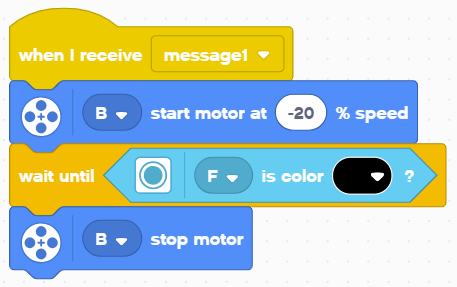 when I receive message1
B start motor at -20 % speed
wait until F is color ?
B stop motor